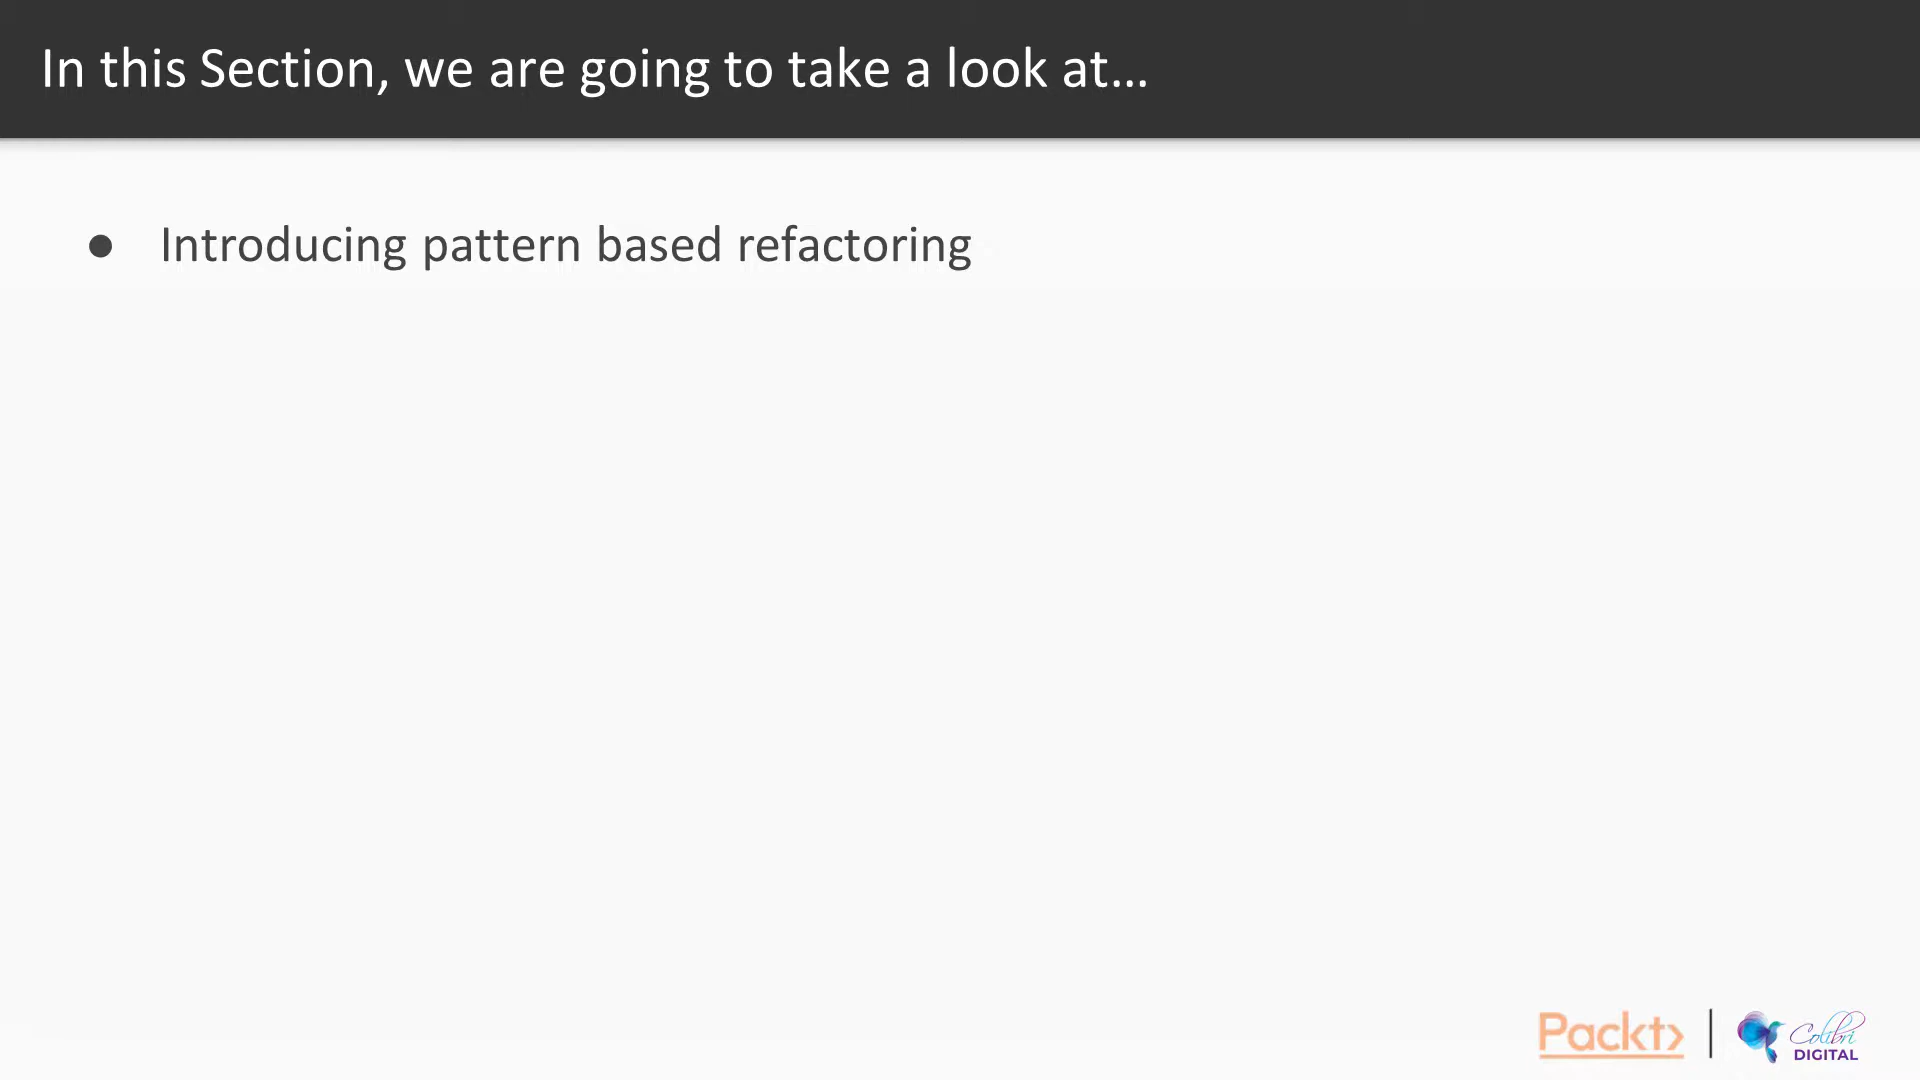 In this Section, we are going to take a look at...
● Introducing pattern based refactoring
Packt>
Colibri
DIGITAL